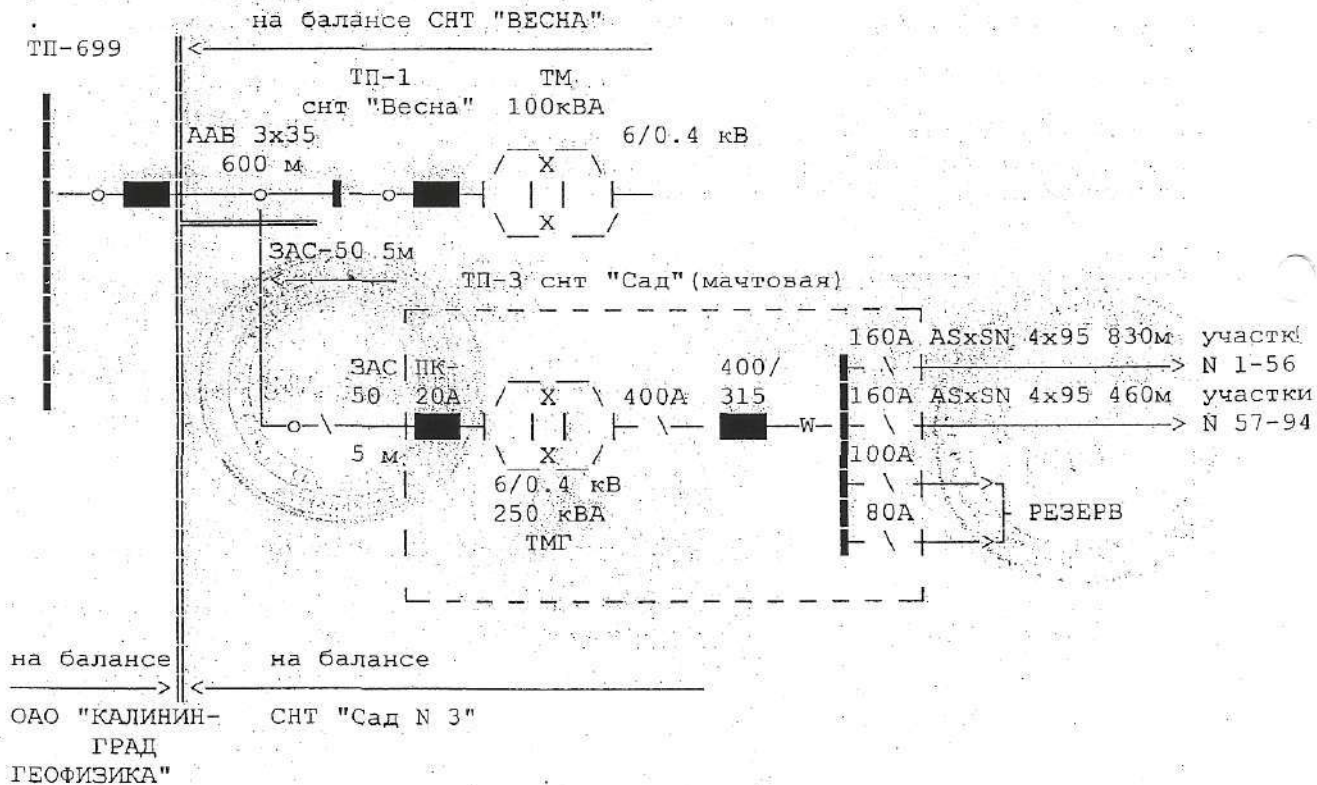 на балансе СНТ "ВЕСНА"
ТП-699
ТП-1 ТМ
снт "Весна" 100кВА
ААБ 3х35 6/0.4 кВ
600 м
Х
Х
ЗАС-50 5м
ТП-3 снт "Сад"(мачтовая)
160А ASxSN 4x95 830м участки
ЗАС ПК- 400/ N 1-56
50 20А Х 400А 315 160А ASxSN 4x95 460м участки
W N 57-94
5 м Х 100А
6/0.4 кВ
250 кВА 80А РЕЗЕРВ
ТМГ
на балансе на балансе
ОАО "КАЛИНИН- СНТ "Сад N 3"
ГРАД
ГЕОФИЗИКА"